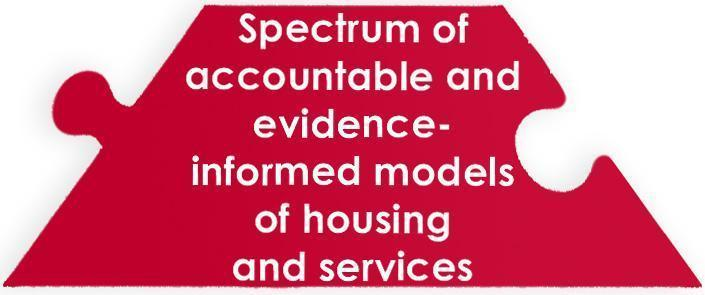 Spectrum of
accountable and
evidence-
informed models
of housing
and services